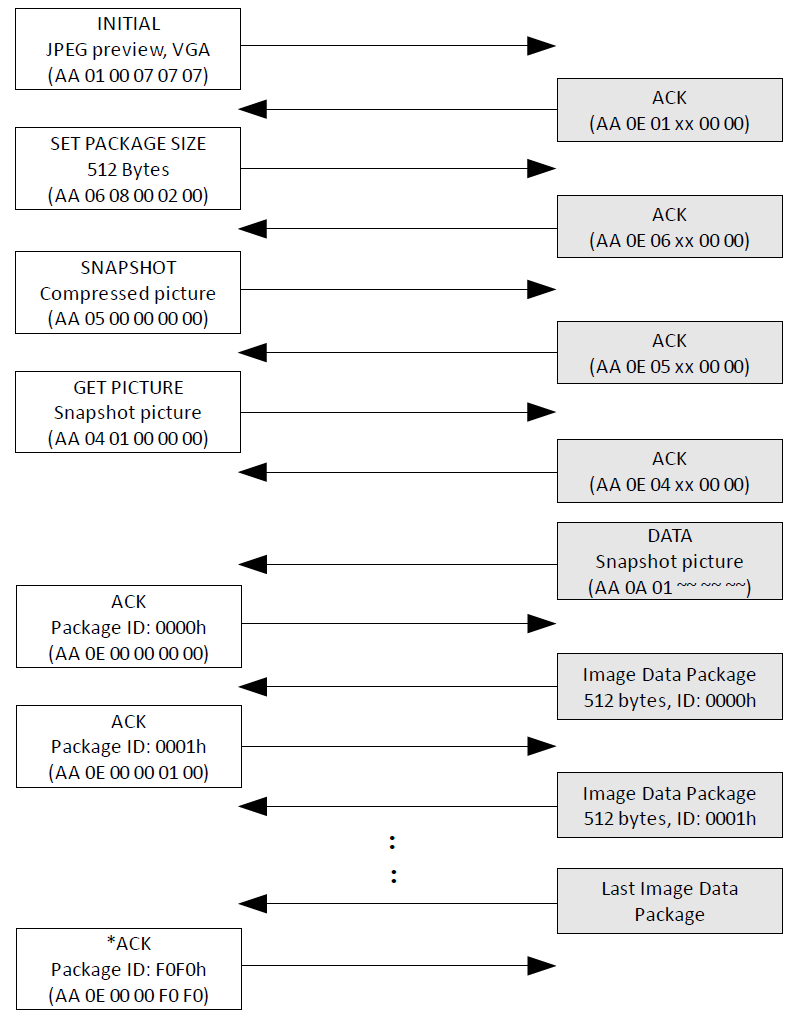 INITIAL
JPEG preview, VGA
(AA 01 00 07 07 07)
ACK
(AA 0E 01 xx 00 00)
SET PACKAGE SIZE
512 Bytes
(AA 06 08 00 02 00)
ACK
(AA 0E 06 xx 00 00)
SNAPSHOT
Compressed picture
(AA 05 00 00 00 00)
ACK
(AA 0E 05 xx 00 00)
GET PICTURE
Snapshot picture
(AA 04 01 00 00 00)
ACK
(AA 0E 04 xx 00 00)
DATA
Snapshot picture
(AA 0A 01 ~~ ~~ ~~)
ACK
Package ID: 0000h
(AA 0E 00 00 00 00)
Image Data Package
512 bytes, ID: 0000h
ACK
Package ID: 0001h
(AA 0E 00 00 01 00)
Image Data Package
512 bytes, ID: 0001h
:
:
Last Image Data
Package
*ACK
Package ID: F0F0h
(AA 0E 00 00 F0 F0)